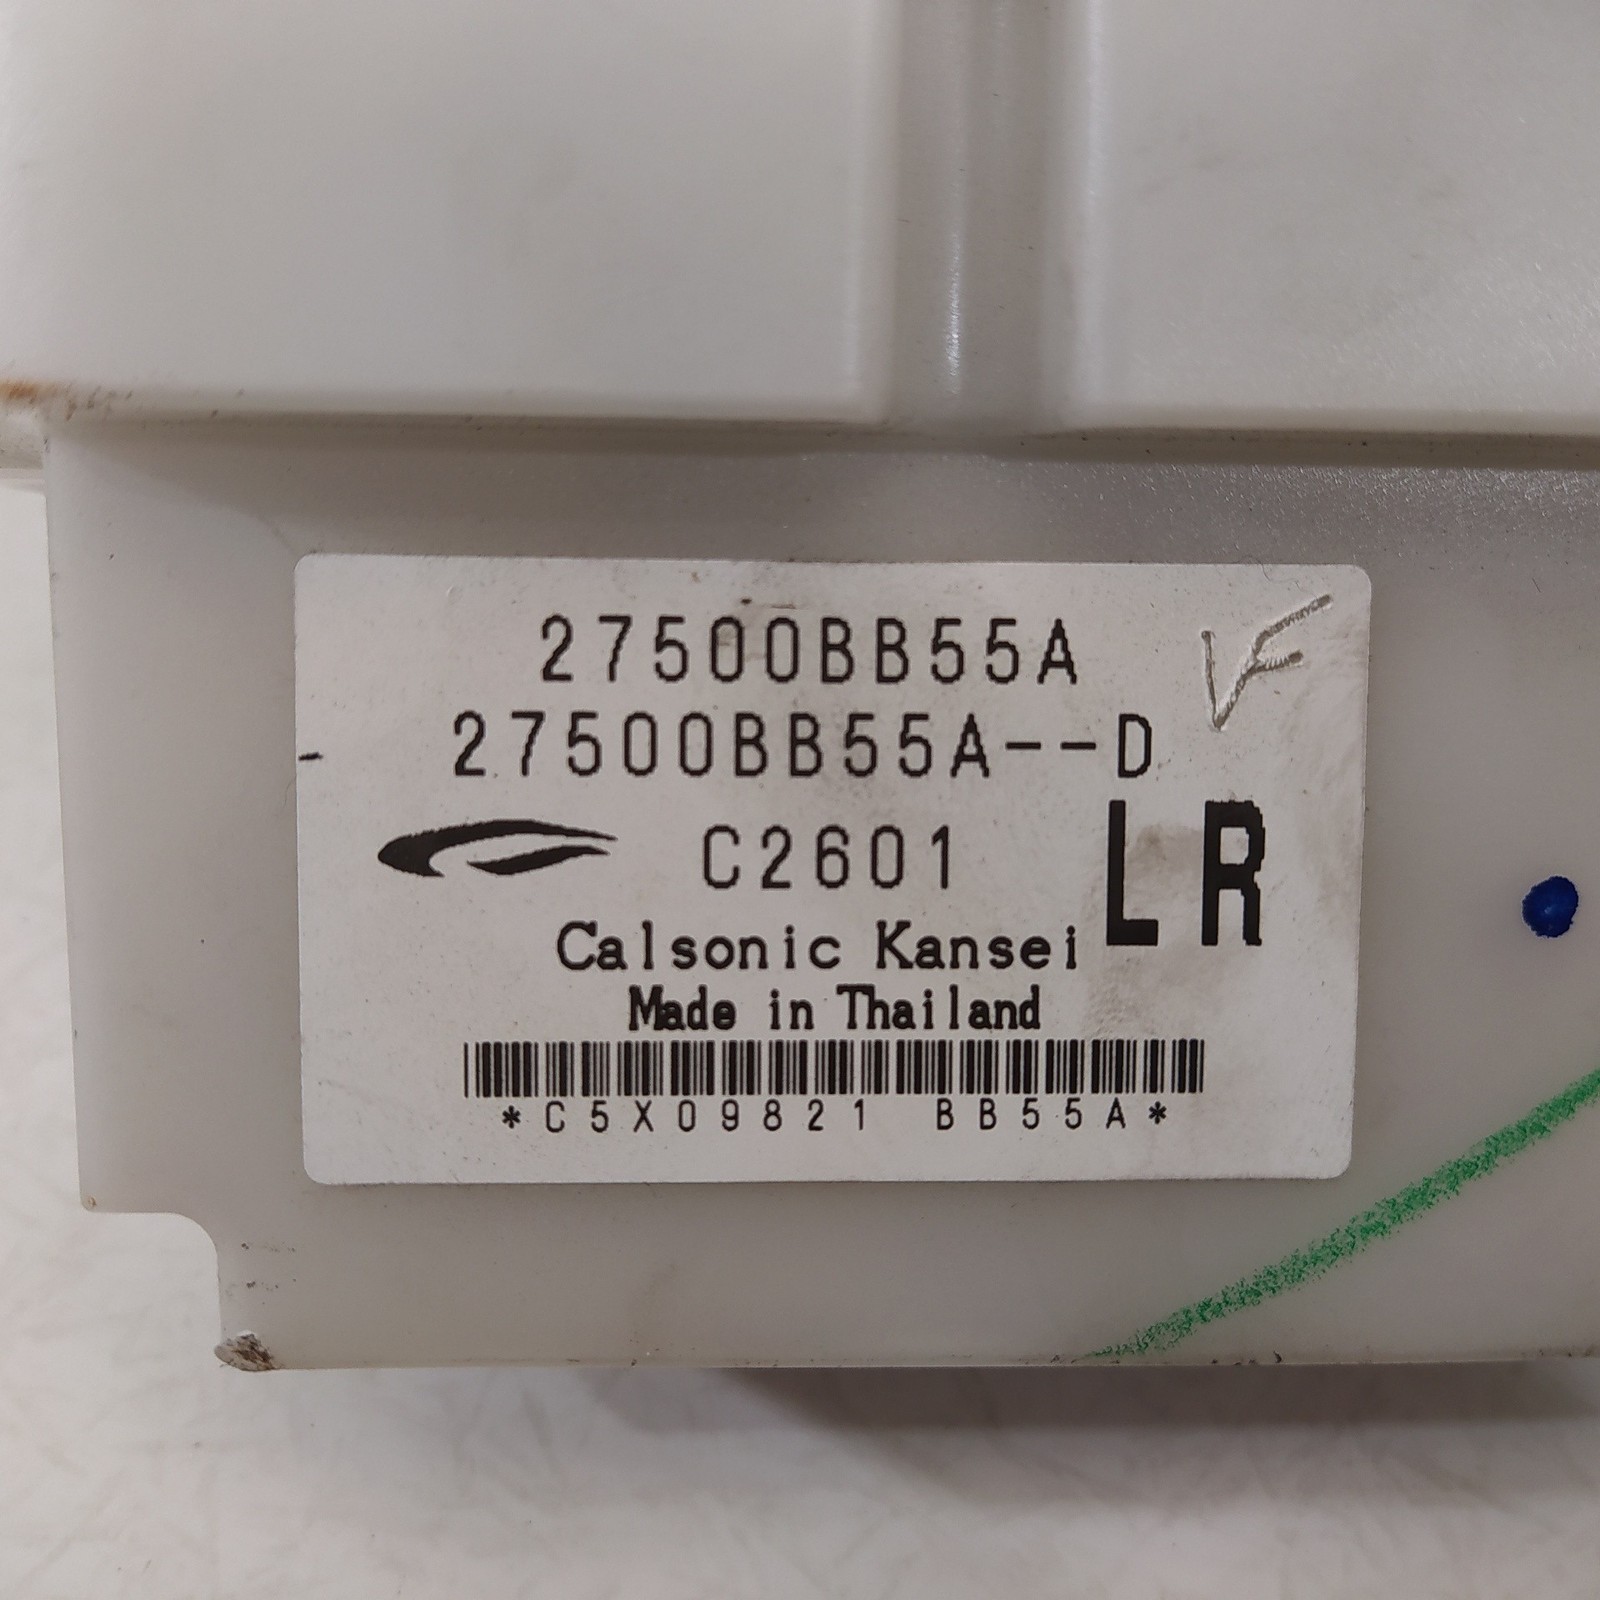 27500BB55A
27500BB55A--D
C2601
LR
Calsonic Kansei
Made in Thailand
*C5X09821 BB55A*